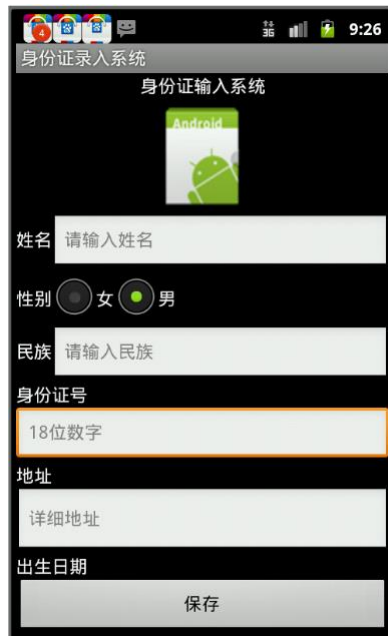 4
3G
9:26
身份证录入系统
身份证输入系统
Android
姓名 请输入姓名
性别 女 男
民族 请输入民族
身份证号
18位数字
地址
详细地址
出生日期
保存